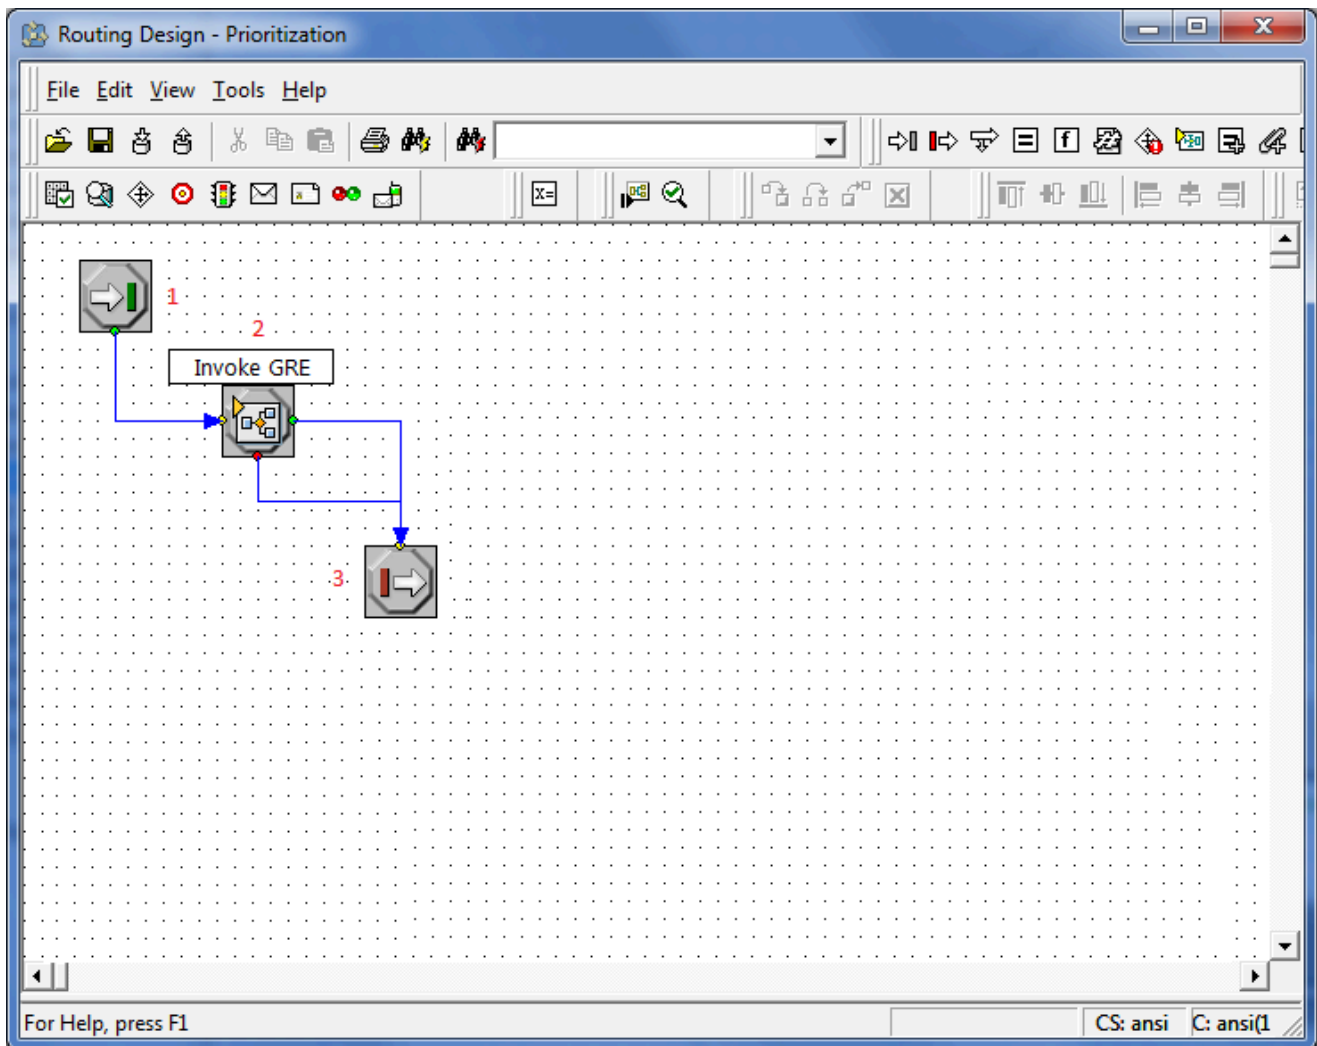 Routing Design - Prioritization
File Edit View Tools Help
f
X=
1
2
Invoke GRE
3
For Help, press F1
CS: ansi C: ansi(1